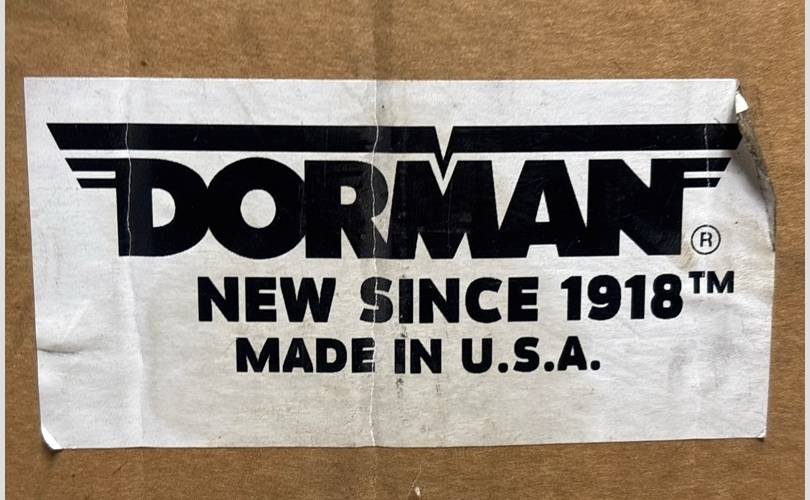 DORMAN®
NEW SINCE 1918™
MADE IN U.S.A.